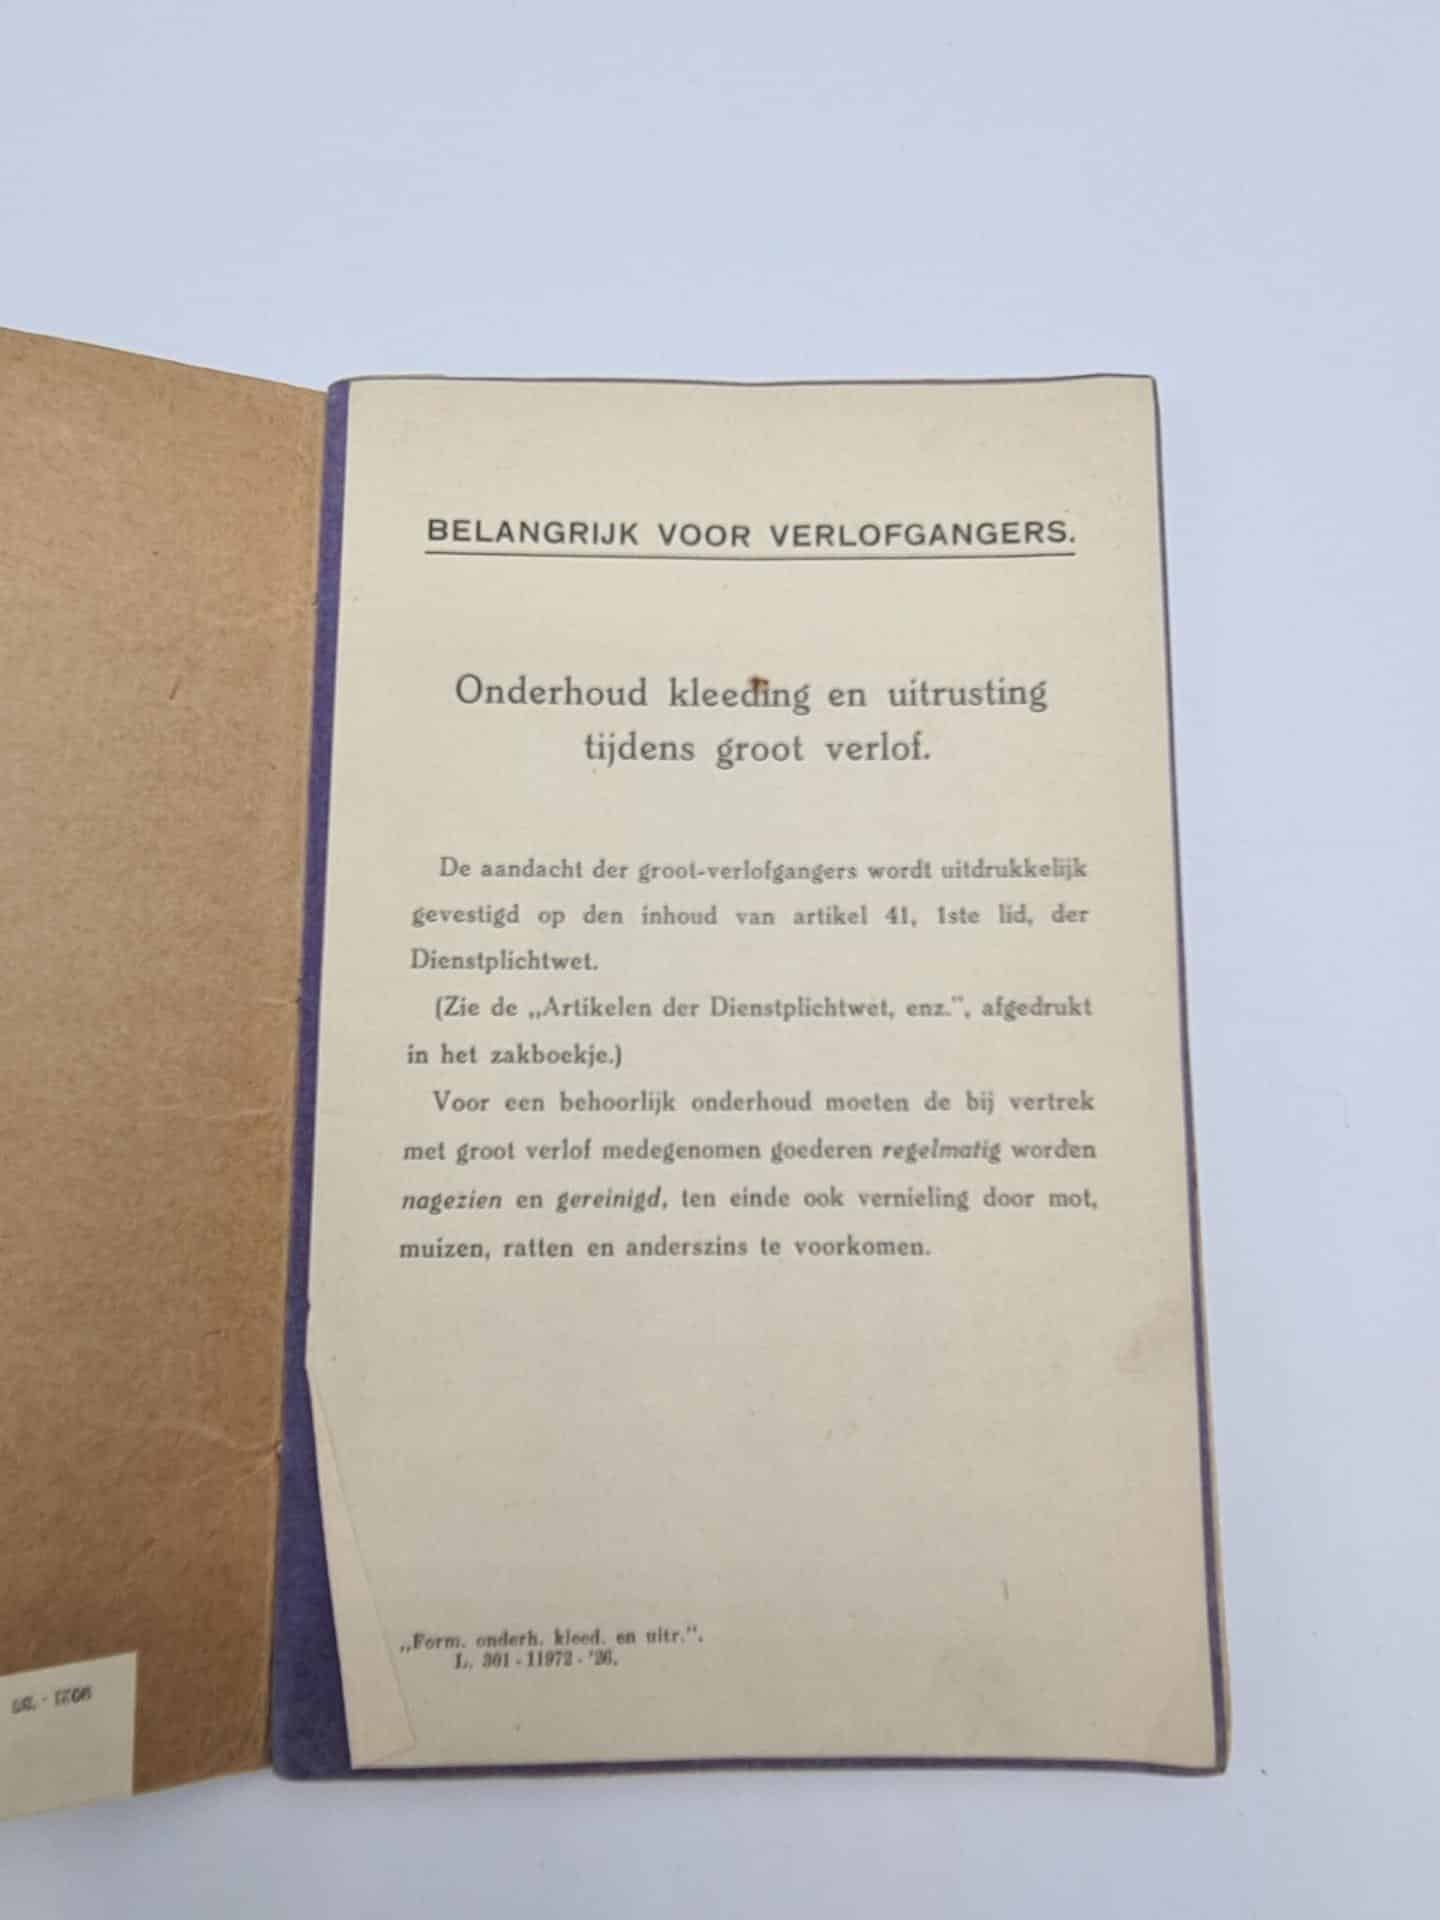 BELANGRIJK VOOR VERLOFGANGERS.
Onderhoud kleeding en uitrusting
tijdens groot verlof.
De aandacht der groot-verlofgangers wordt uitdrukkelijk
gevestigd op den inhoud van artikel 41, 1ste lid, der
Dienstplichtwet.
(Zie de „Artikelen der Dienstplichtwet, enz.", afgedrukt
in het zakboekje.)
Voor een behoorlijk onderhoud moeten de bij vertrek
met groot verlof medegenomen goederen regelmatig worden
nagezien en gereinigd, ten einde ook vernieling door mot,
muizen, ratten en anderszins te voorkomen.
„Form. onderh. kleed. en uitr.".
L. 301 - 11972 - '26.